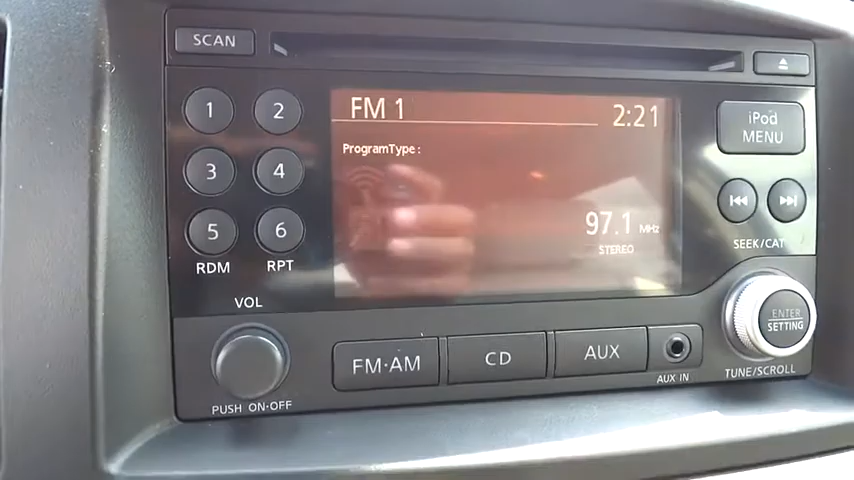 SCAN
1 2
3 4
5 6
RDM RPT
VOL
PUSH ON·OFF
FM 1 2:21
ProgramType:
97.1 MHz
STEREO
FM·AM CD AUX
AUX IN
iPod
MENU
SEEK/CAT
ENTER
SETTING
TUNE/SCROLL